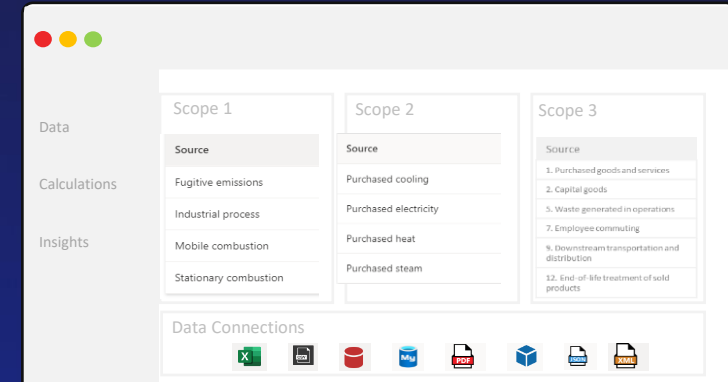 Data
Calculations
Insights
Scope 1
Source
Fugitive emissions
Industrial process
Mobile combustion
Stationary combustion
Scope 2
Source
Purchased cooling
Purchased electricity
Purchased heat
Purchased steam
Scope 3
Source
1. Purchased goods and services
2. Capital goods
5. Waste generated in operations
7. Employee commuting
9. Downstream transportation and
distribution
12. End-of-life treatment of sold
products
Data Connections
X
My
PDF
JSON
XML